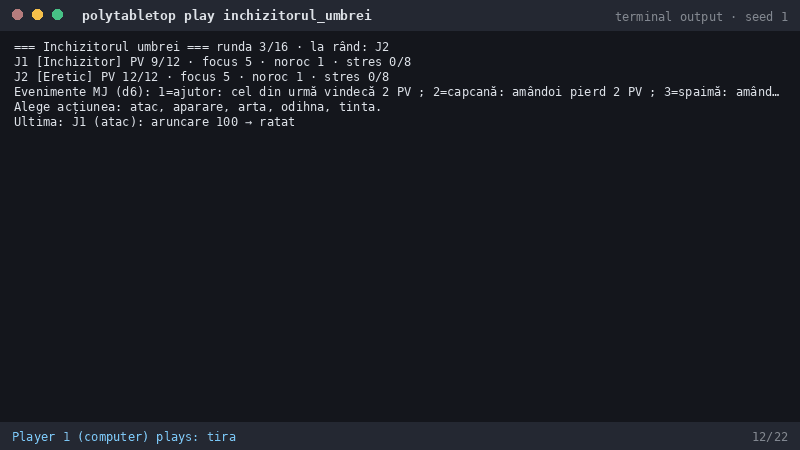 polytabletop play inchizitorul_umbrei
terminal output · seed 1
=== Inchizitorul umbrei === runda 3/16 · la rând: J2
J1 [Inchizitor] PV 9/12 · focus 5 · noroc 1 · stres 0/8
J2 [Eretic] PV 12/12 · focus 5 · noroc 1 · stres 0/8
Evenimente MJ (d6): 1=ajutor: cel din urmă vindecă 2 PV ; 2=capcană: amândoi pierd 2 PV ; 3=spaimă: amând…
Alege acțiunea: atac, aparare, arta, odihna, tinta.
Ultima: J1 (atac): aruncare 100 → ratat
Player 1 (computer) plays: tira
12/22